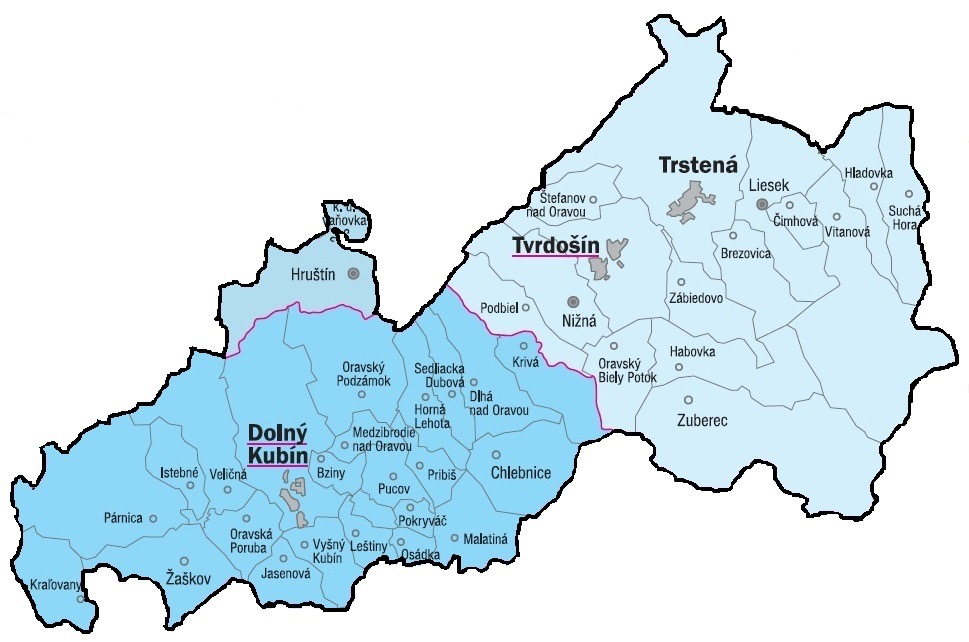 Trstená
Liesek
Hladovka
Štefanov
nad Oravou
Čimhová
Vitanová
Suchá
Hora
Tvrdošín
Brezovica
Hruštín
Zábiedovo
Podbiel
Nižná
Krivá
Oravský
Biely Potok
Habovka
Zuberec
Oravský
Podzámok
Sedliacka
Dubová
Dlhá
nad Oravou
Horná
Lehota
Dolný
Kubín
Medzibrodie
nad Oravou
Bziny
Istebné
Veličná
Pucov
Pribiš
Chlebnice
Párnica
Oravská
Poruba
Pokryváč
Vyšný
Kubín
Leštiny
Osádka
Malatiná
Žaškov
Jasenová
Kraľovany